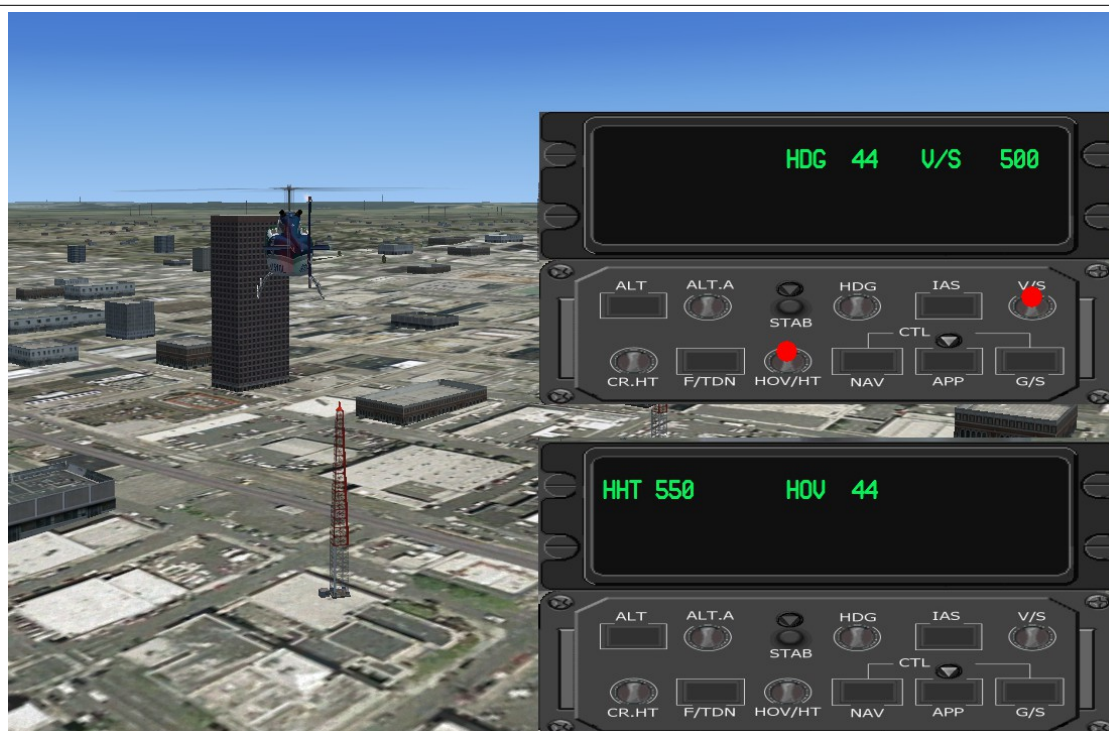 HDG 44 V/S 500
ALT ALT.A HDG IAS V/S
STAB
CTL
CR.HT F/TDN HOV/HT NAV APP G/S
HHT 550 HOV 44
ALT ALT.A HDG IAS V/S
STAB
CTL
CR.HT F/TDN HOV/HT NAV APP G/S